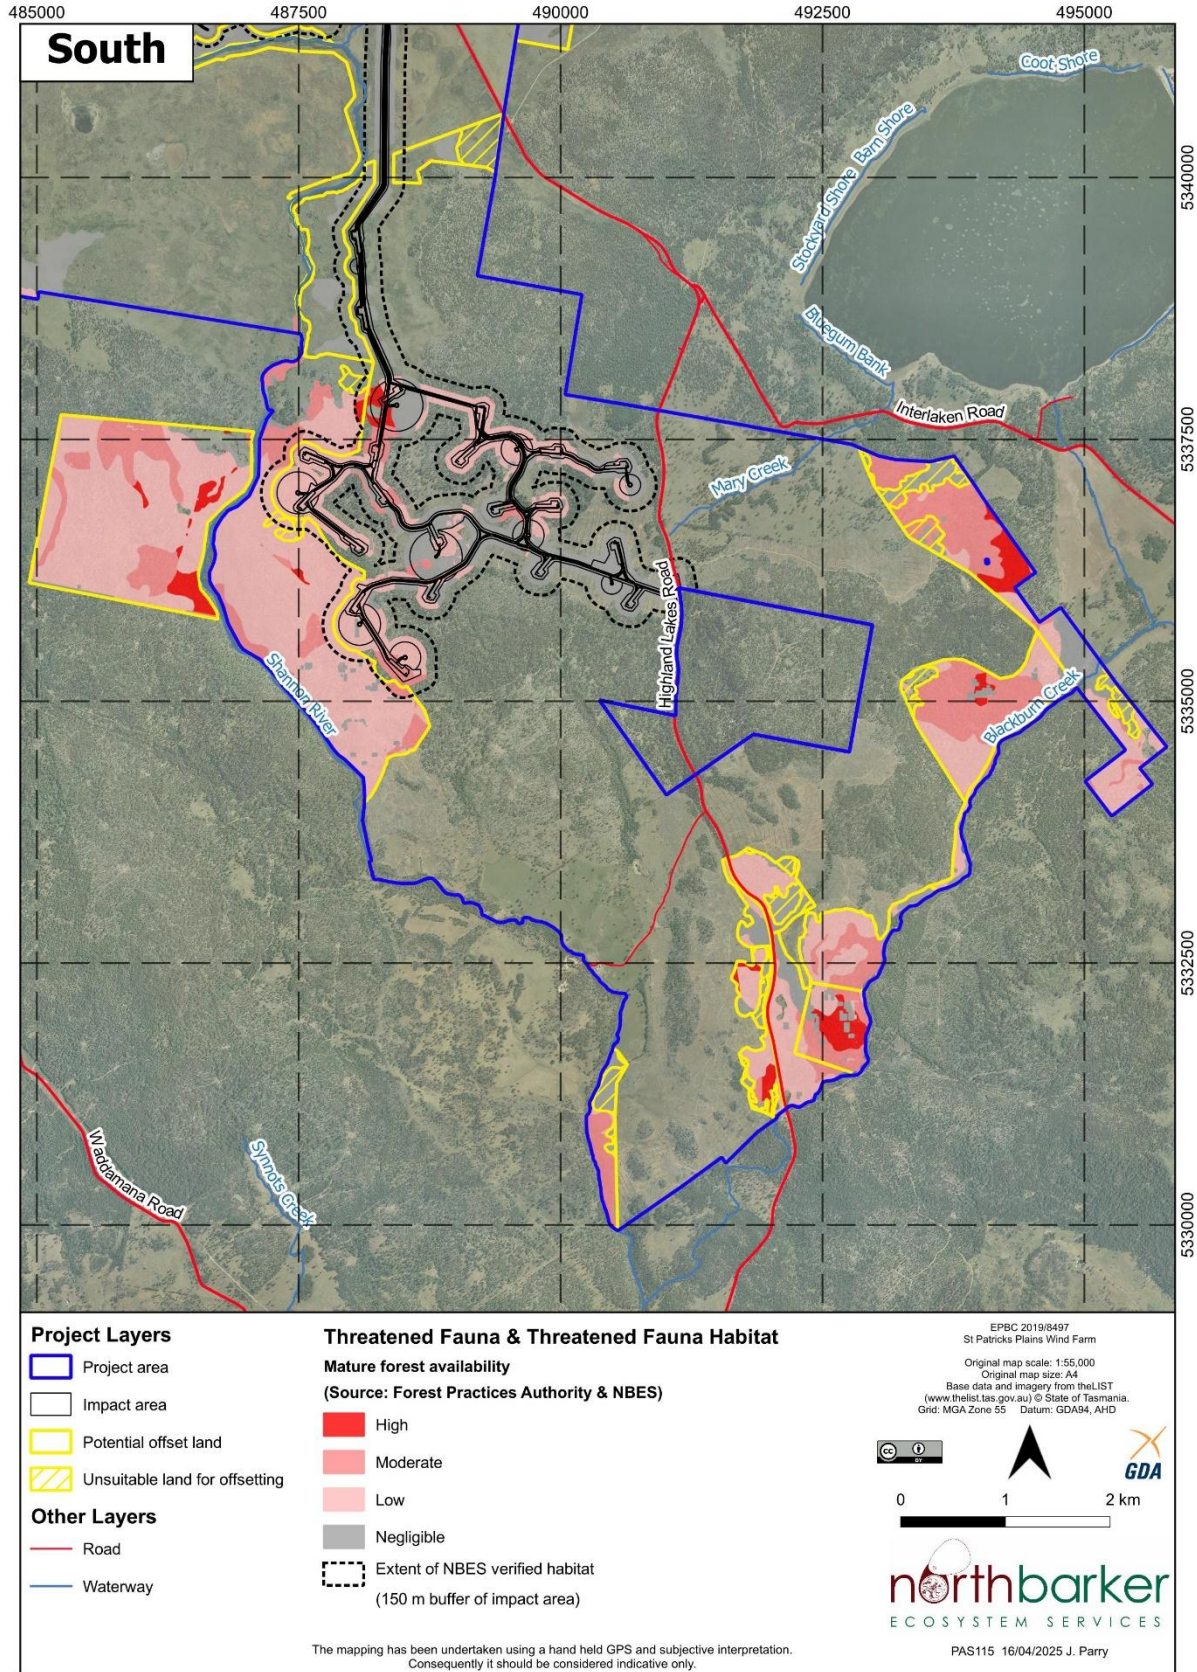 485000 487500 490000 492500 495000
South
Coot Shore
Stockyard Shore Barn Shore
5340000
Bluegum Bank
Interlaken Road
5337500
Mary Creek
Highland Lakes Road
Shannon River
5335000
Blackburn Creek
5332500
Waddamana Road
Synnots Creek
5330000
Project Layers
Project area
Impact area
Potential offset land
Unsuitable land for offsetting
Other Layers
Road
Waterway
Threatened Fauna & Threatened Fauna Habitat
Mature forest availability
(Source: Forest Practices Authority & NBES)
High
Moderate
Low
Negligible
Extent of NBES verified habitat
(150 m buffer of impact area)
The mapping has been undertaken using a hand held GPS and subjective interpretation.
Consequently it should be considered indicative only.
EPBC 2019/8497
St Patricks Plains Wind Farm
Original map scale: 1:55,000
Original map size: A4
Base data and imagery from theLIST
(www.thelist.tas.gov.au) © State of Tasmania.
Grid: MGA Zone 55 Datum: GDA94, AHD
cc BY
GDA
0 1 2 km
northbarker
ECOSYSTEM SERVICES
PAS115 16/04/2025 J. Parry